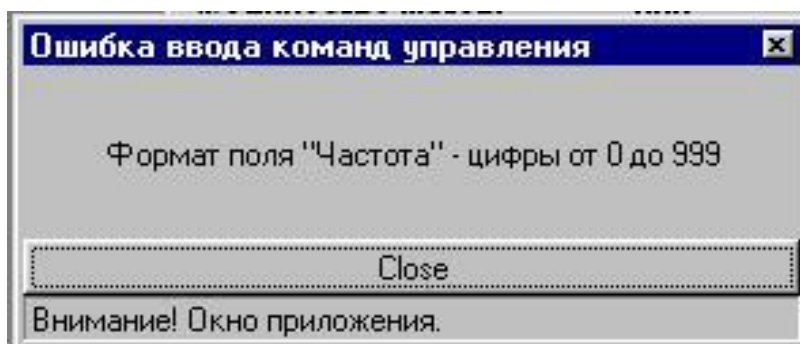 Ошибка ввода команд управления
Формат поля "Частота" - цифры от 0 до 999
Close
Внимание! Окно приложения.